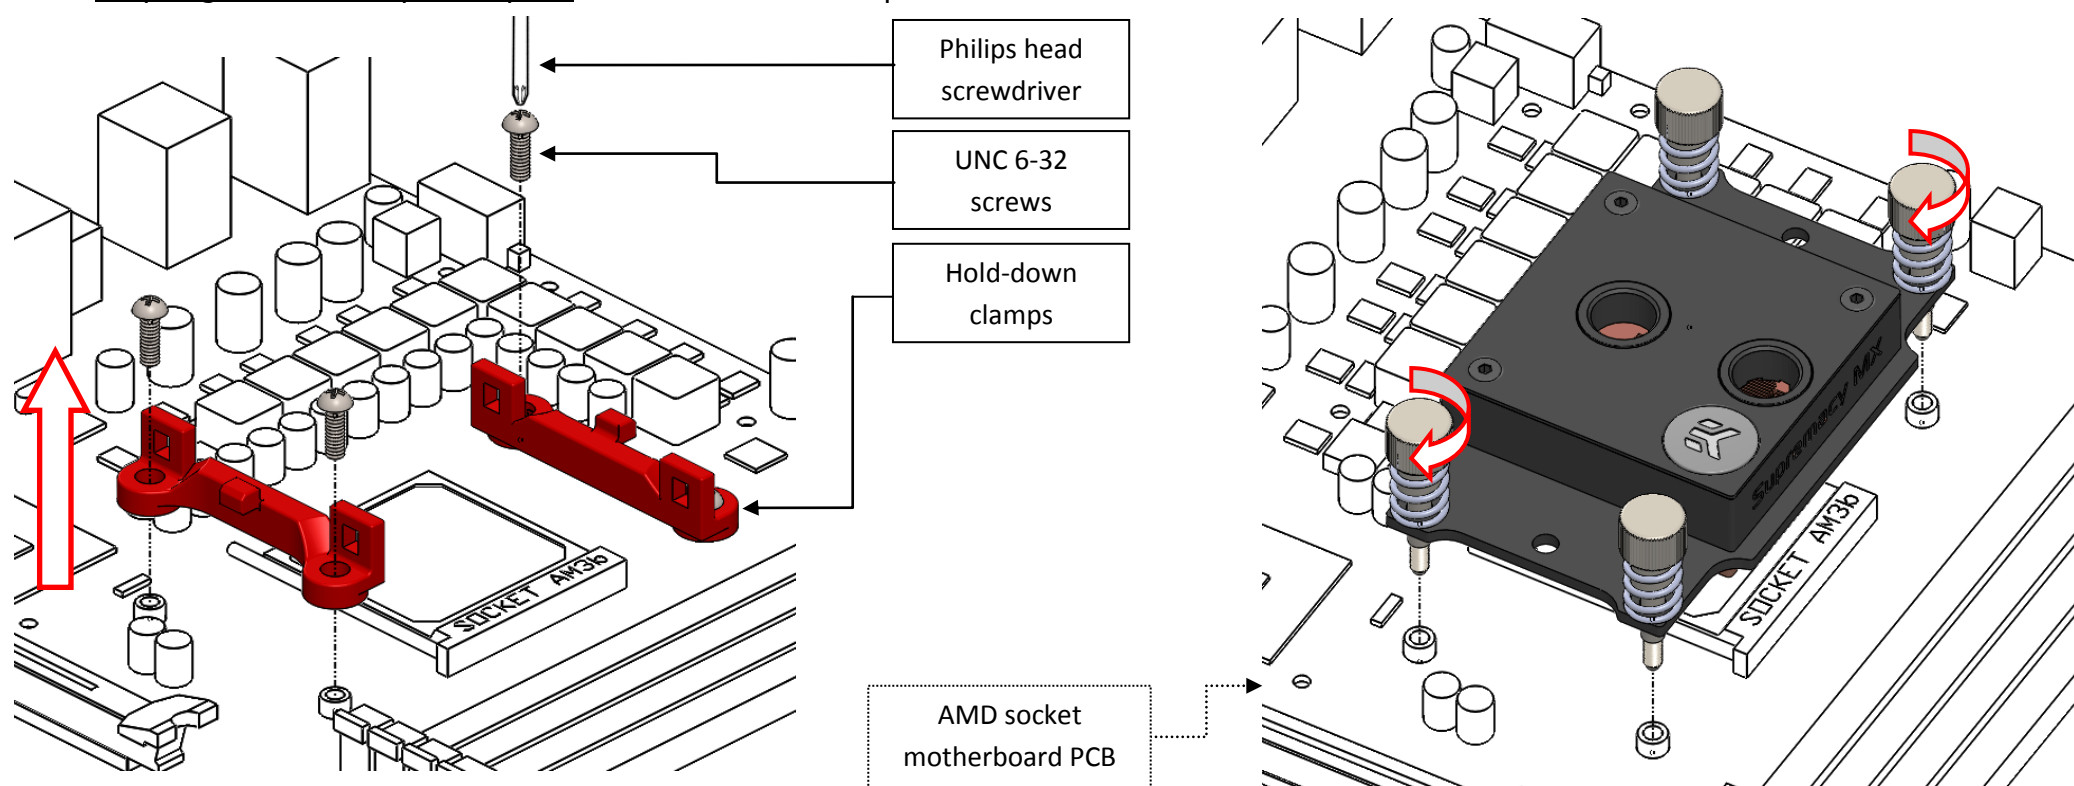 Philips head
screwdriver
UNC 6-32
screws
Hold-down
clamps
SOCKET AM3b
AMD socket
motherboard PCB
Supremacy MX
SOCKET AM3b